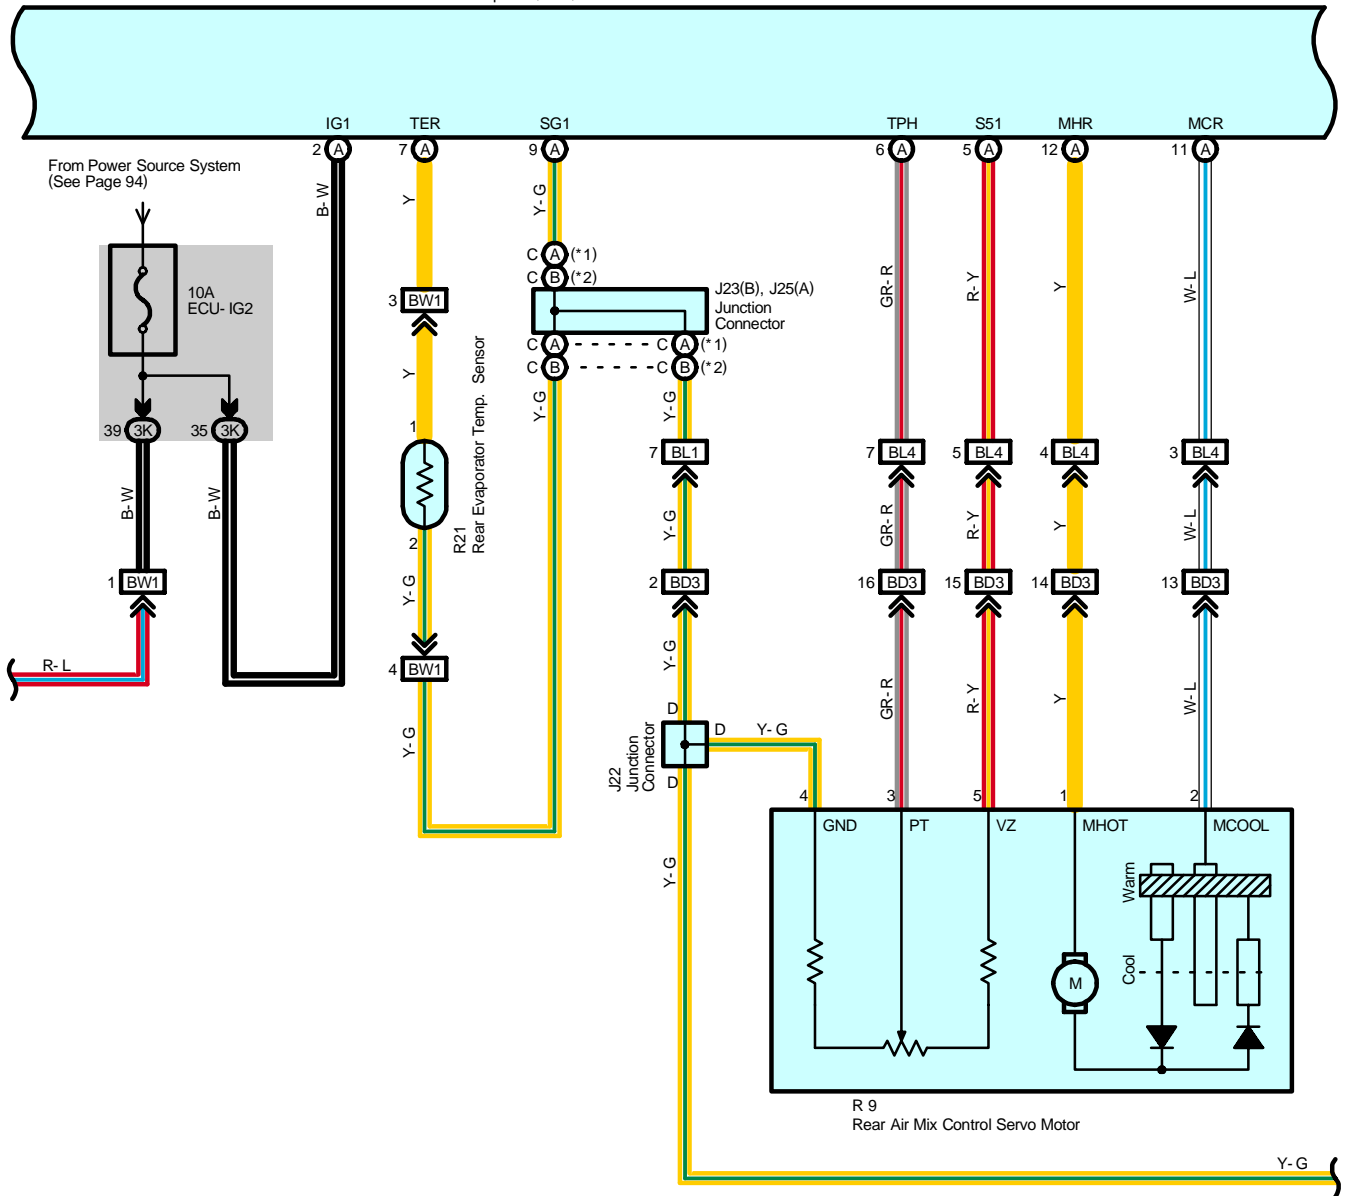 IG1 TER SG1 TPH S51 MHR MCR
2 A 7 A 9 A 6 A 5 A 12 A 11 A
From Power Source System
(See Page 94)
B- W Y Y- G GR- R R- Y Y W- L
C A (*1)
C B (*2)
10A
ECU- IG2
3 BW1
J23(B), J25(A)
Junction
Connector
C A C A (*1)
C B C B (*2)
Y
Y- G Y- G
39 3K 35 3K
1
7 BL1 7 BL4 5 BL4 4 BL4 3 BL4
B- W B- W
R21
Rear Evaporator Temp. Sensor
2
Y- G GR- R R- Y Y W- L
1 BW1
Y- G
2 BD3 16 BD3 15 BD3 14 BD3 13 BD3
R- L
4 BW1
Y- G GR- R R- Y Y W- L
D
D Y- G
Y- G
J22
Junction
Connector
D
4 3 5 1 2
GND PT VZ MHOT MCOOL
Y- G
Warm
Cool
M
R 9
Rear Air Mix Control Servo Motor
Y- G